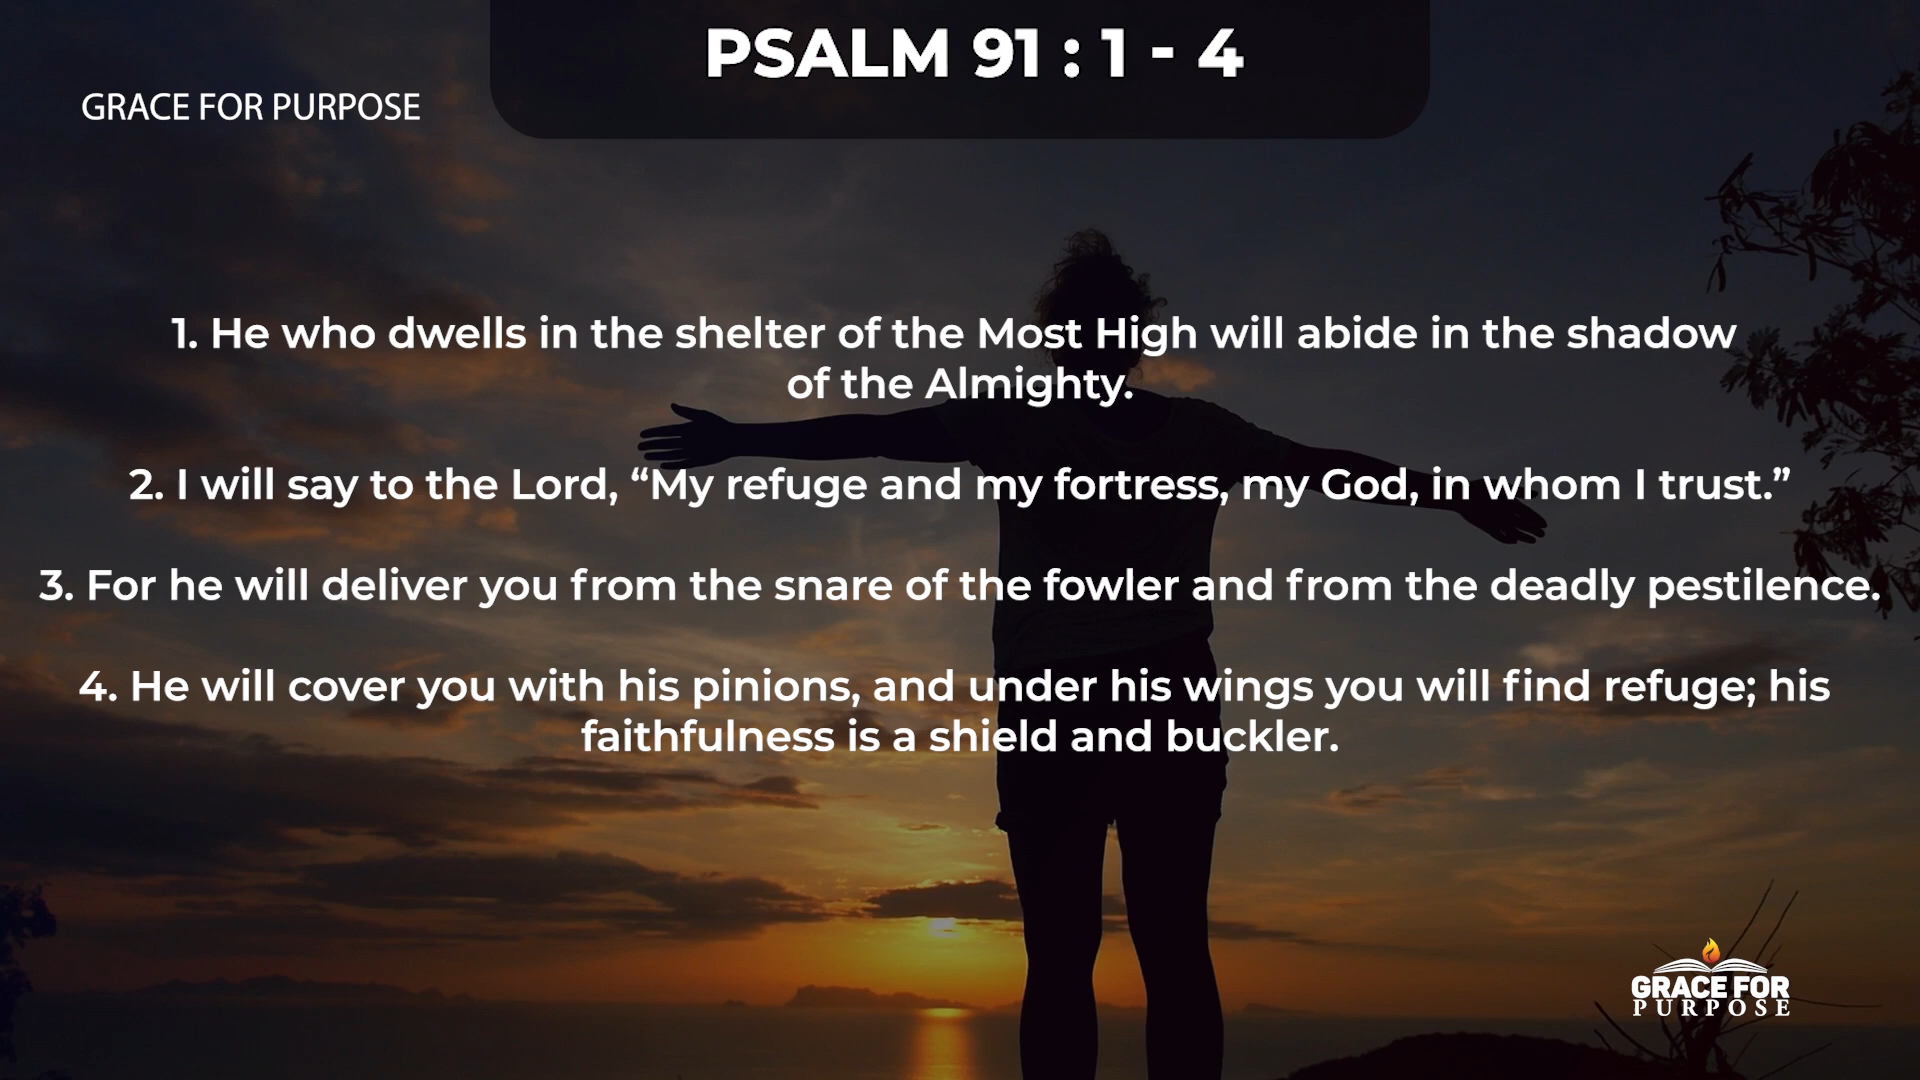 PSALM 91 : 1 - 4
GRACE FOR PURPOSE
1. He who dwells in the shelter of the Most High will abide in the shadow
of the Almighty.
2. I will say to the Lord, “My refuge and my fortress, my God, in whom I trust.”
3. For he will deliver you from the snare of the fowler and from the deadly pestilence.
4. He will cover you with his pinions, and under his wings you will find refuge; his
faithfulness is a shield and buckler.
GRACE FOR
PURPOSE